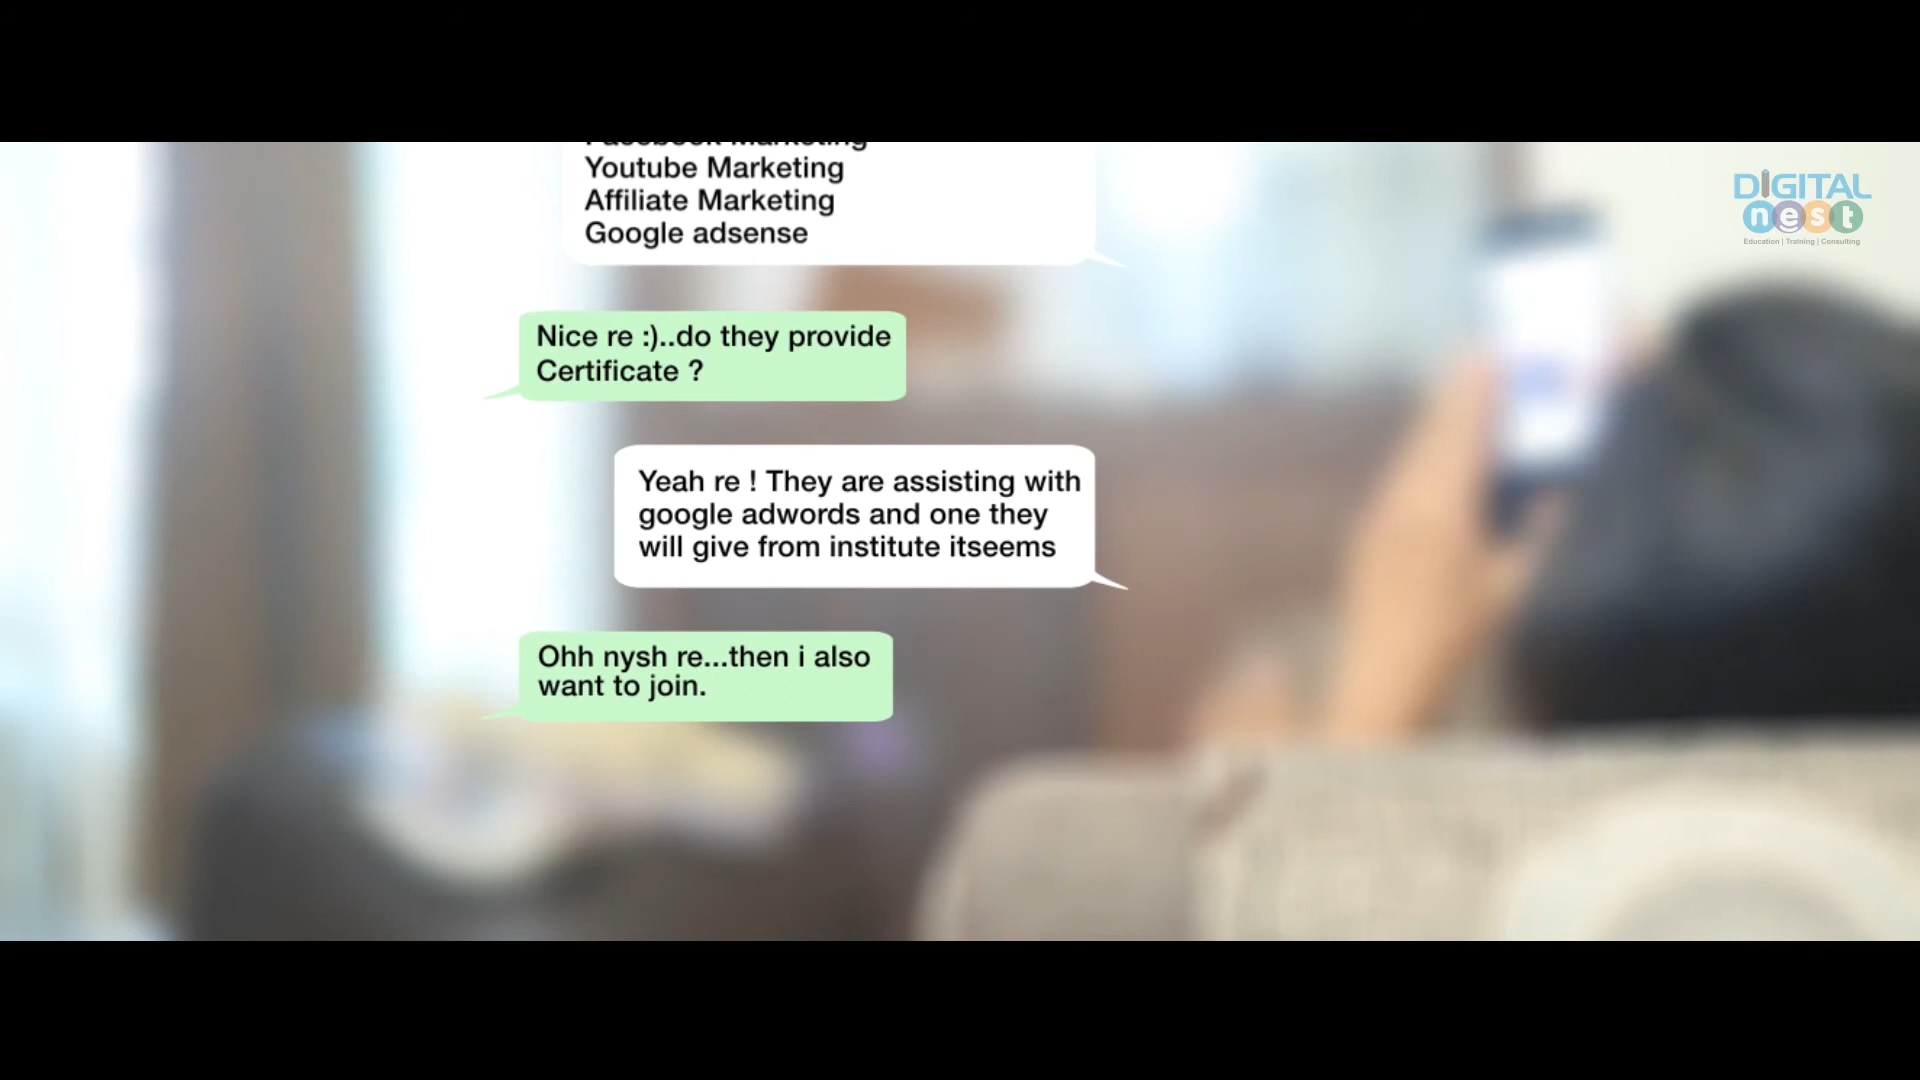 Facebook Marketing
Youtube Marketing
Affiliate Marketing
Google adsense
DIGITAL
nest
Education | Training | Consulting
Nice re :)..do they provide
Certificate ?
Yeah re ! They are assisting with
google adwords and one they
will give from institute itseems
Ohh nysh re...then i also
want to join.